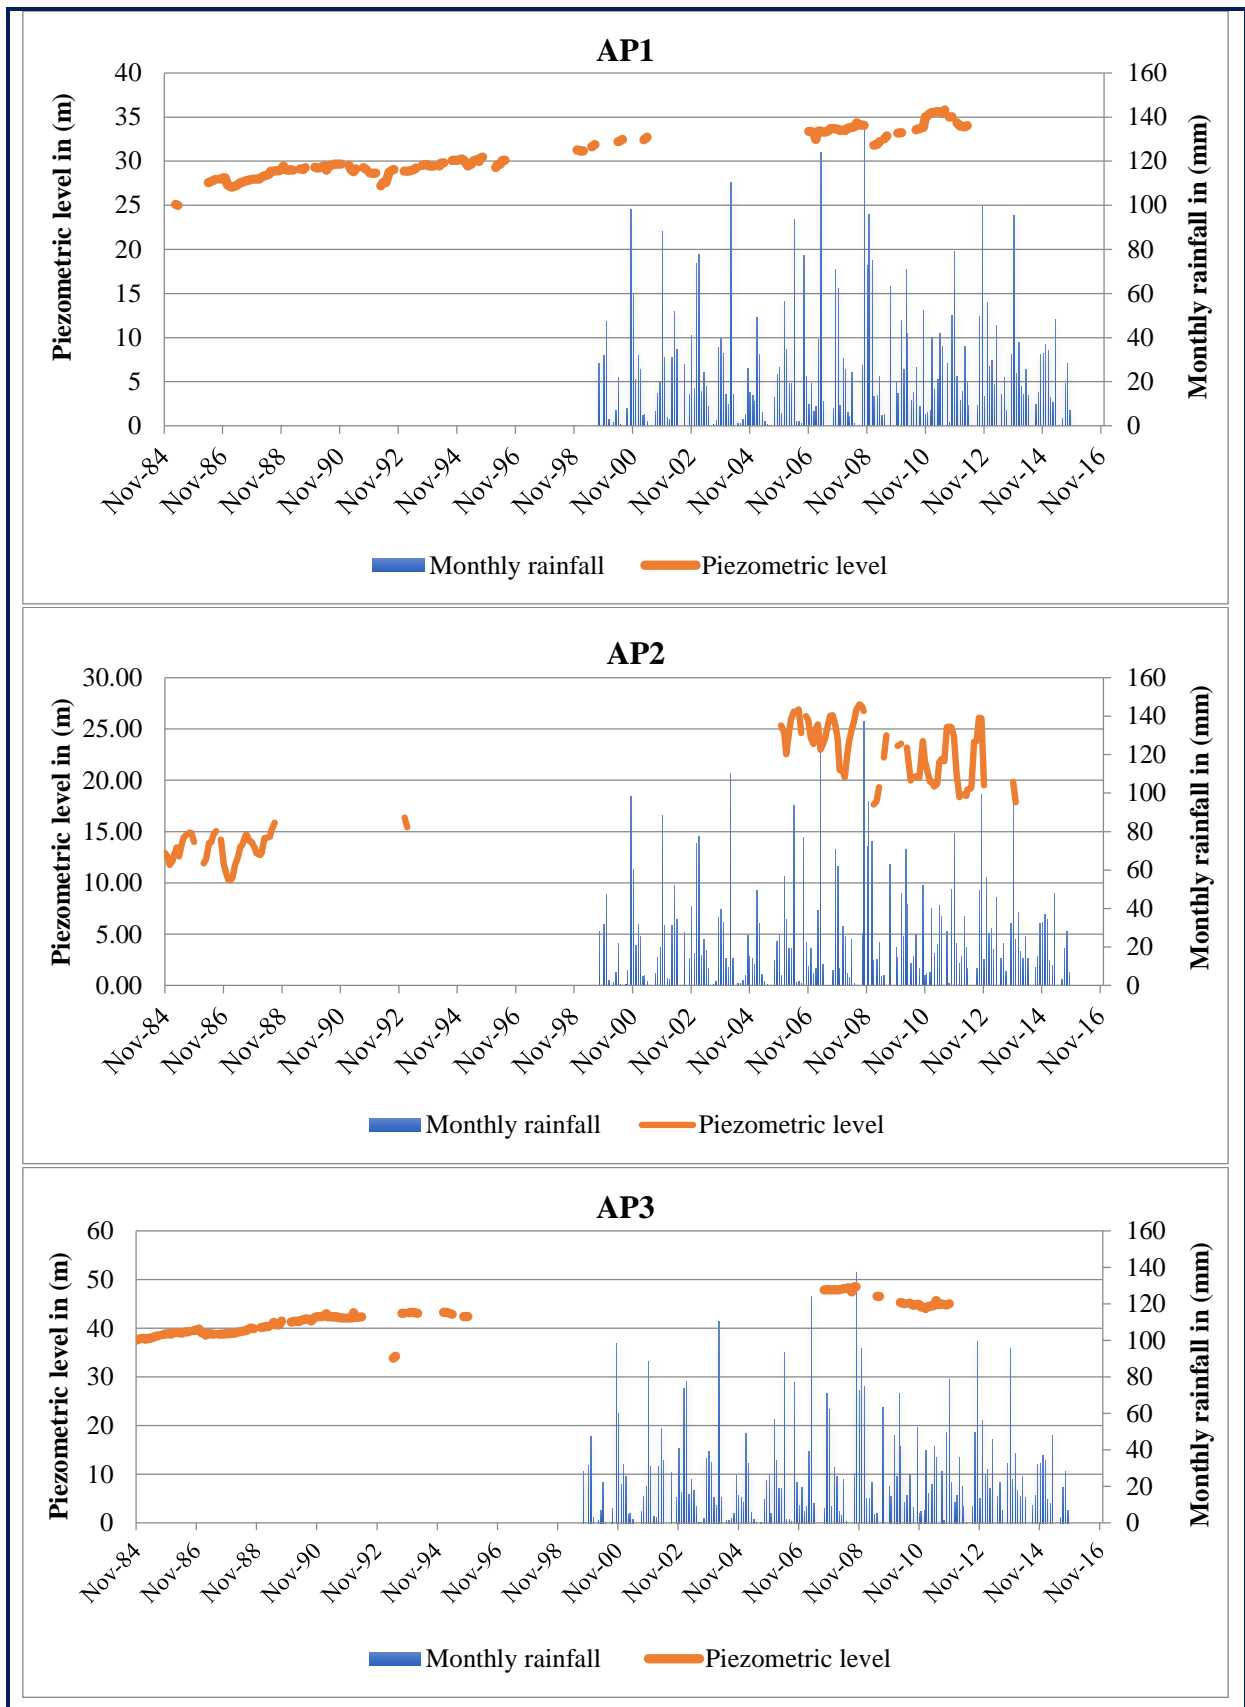 AP1
Piezometric level in (m)
40
35
30
25
20
15
10
5
0
160
140
120
100
80
60
40
20
0
Monthly rainfall in (mm)
Nov-84
Nov-86
Nov-88
Nov-90
Nov-92
Nov-94
Nov-96
Nov-98
Nov-00
Nov-02
Nov-04
Nov-06
Nov-08
Nov-10
Nov-12
Nov-14
Nov-16
Monthly rainfall
Piezometric level
AP2
Piezometric level in (m)
30.00
25.00
20.00
15.00
10.00
5.00
0.00
160
140
120
100
80
60
40
20
0
Monthly rainfall in (mm)
Nov-84
Nov-86
Nov-88
Nov-90
Nov-92
Nov-94
Nov-96
Nov-98
Nov-00
Nov-02
Nov-04
Nov-06
Nov-08
Nov-10
Nov-12
Nov-14
Nov-16
Monthly rainfall
Piezometric level
AP3
Piezometric level in (m)
60
50
40
30
20
10
0
160
140
120
100
80
60
40
20
0
Monthly rainfall in (mm)
Nov-84
Nov-86
Nov-88
Nov-90
Nov-92
Nov-94
Nov-96
Nov-98
Nov-00
Nov-02
Nov-04
Nov-06
Nov-08
Nov-10
Nov-12
Nov-14
Nov-16
Monthly rainfall
Piezometric level